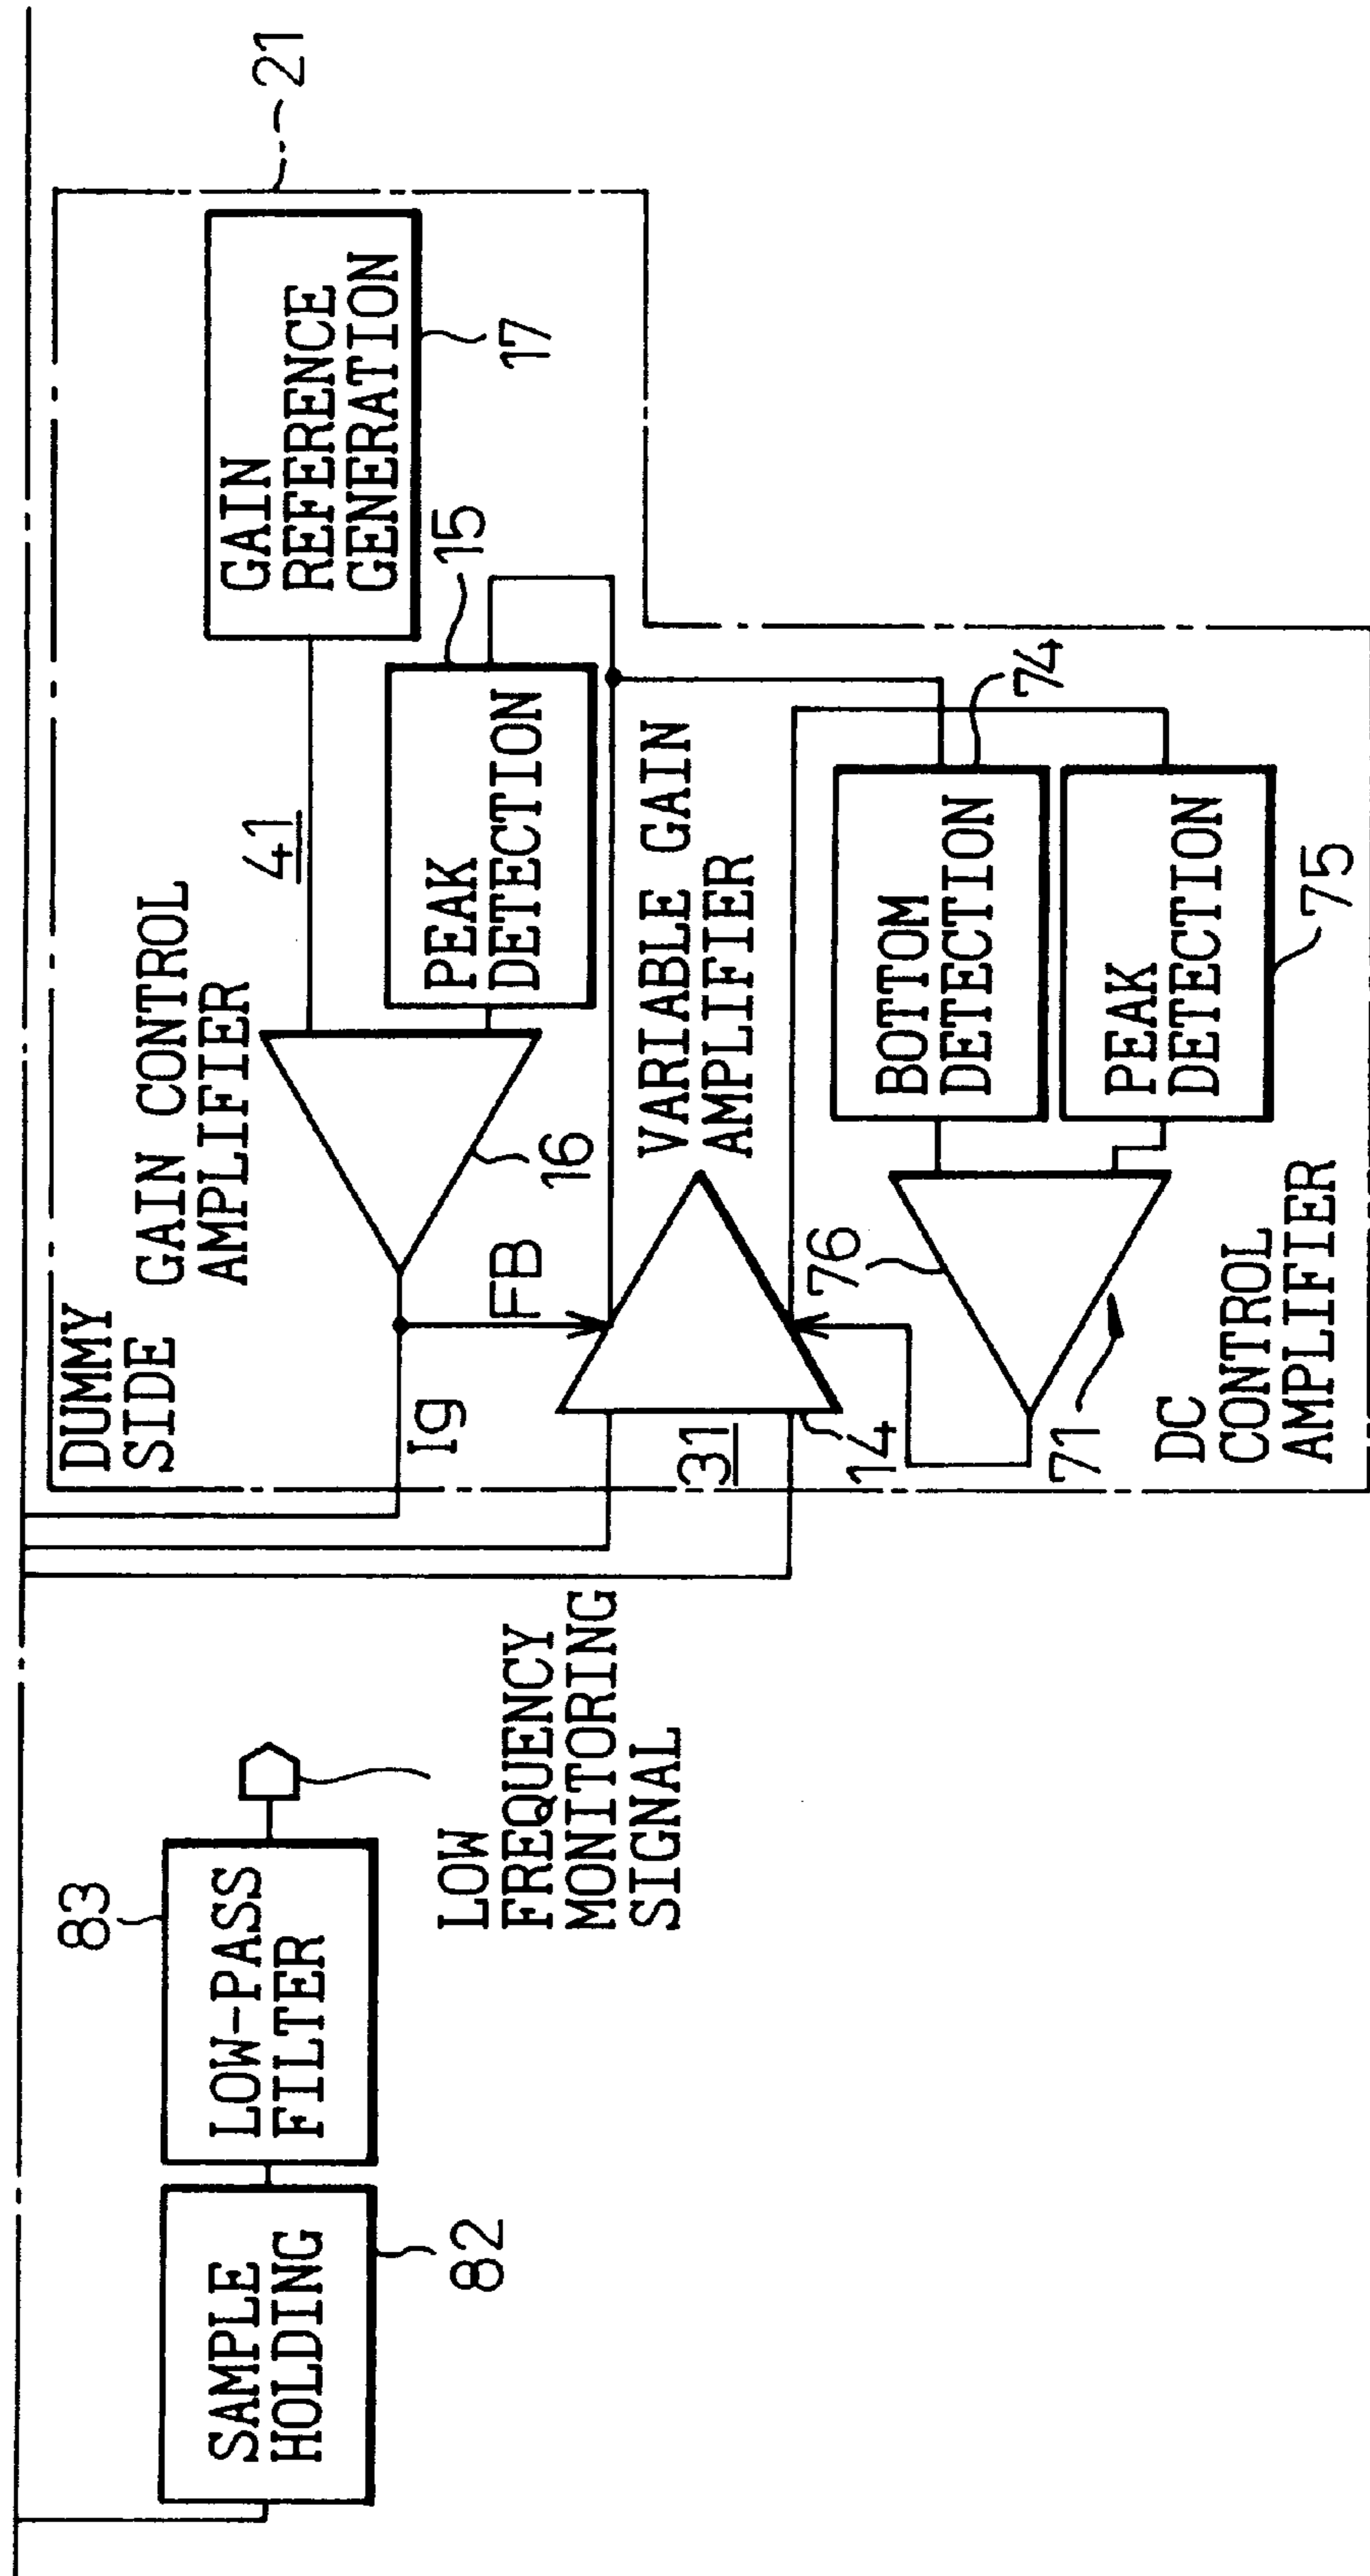 DUMMY
SIDE
21
GAIN CONTROL
AMPLIFIER
41
GAIN
REFERENCE
GENERATION
17
15
PEAK
DETECTION
16
Ig
FB
31
14
VARIABLE GAIN
AMPLIFIER
76
BOTTOM
DETECTION
74
PEAK
DETECTION
75
71
DC
CONTROL
AMPLIFIER
83
LOW-PASS
FILTER
SAMPLE
HOLDING
82
LOW
FREQUENCY
MONITORING
SIGNAL